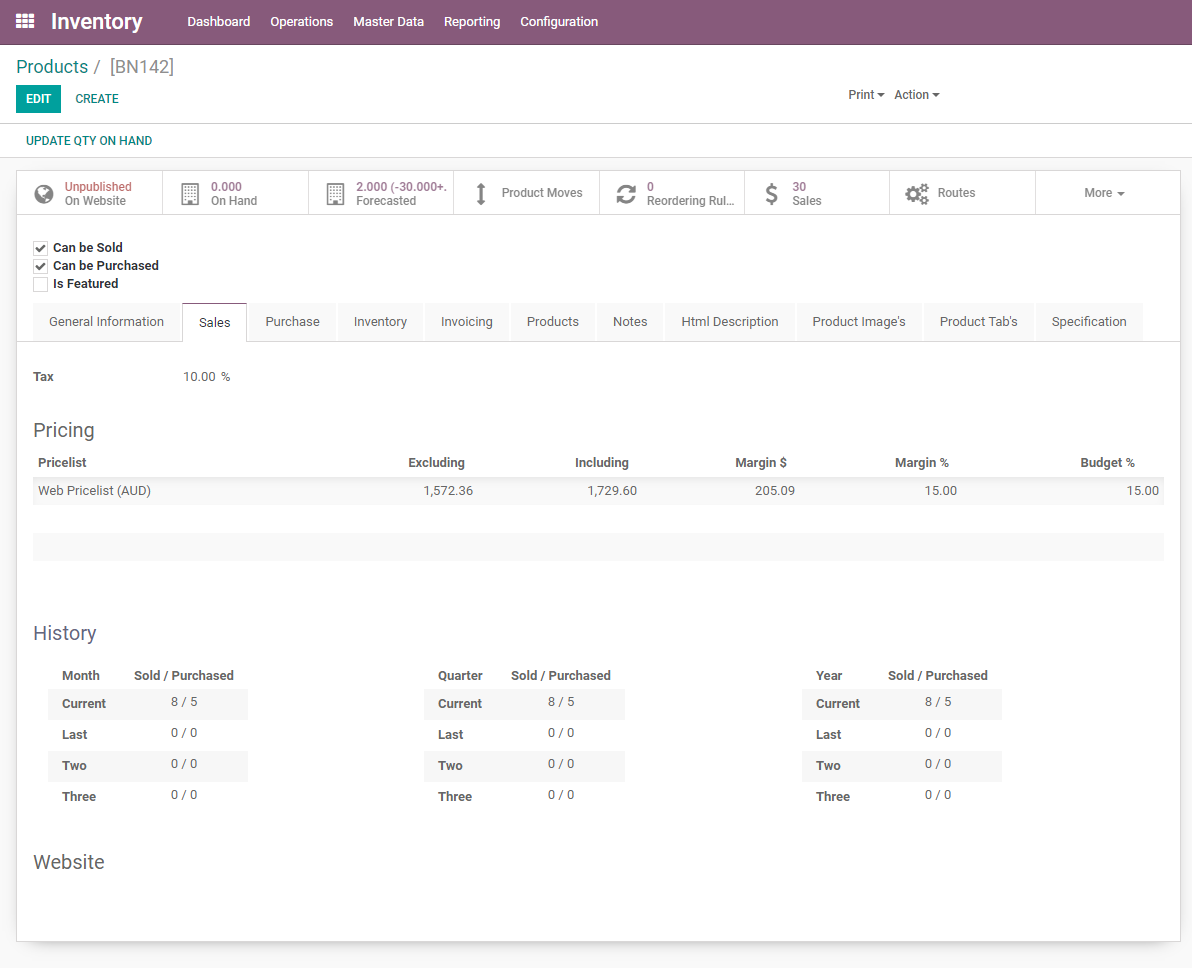 Inventory Dashboard Operations Master Data Reporting Configuration
Products / [BN142]
EDIT CREATE Print Action
UPDATE QTY ON HAND
Unpublished 0.000 2.000 (-30.000+. Product Moves 0 30 Routes More
On Website On Hand Forecasted Reordering Rul... Sales
Can be Sold
Can be Purchased
Is Featured
General Information Sales Purchase Inventory Invoicing Products Notes Html Description Product Image's Product Tab's Specification
Tax 10.00 %
Pricing
Pricelist Excluding Including Margin $ Margin % Budget %
Web Pricelist (AUD) 1,572.36 1,729.60 205.09 15.00 15.00
History
Month Sold / Purchased Quarter Sold / Purchased Year Sold / Purchased
Current 8 / 5 Current 8 / 5 Current 8 / 5
Last 0 / 0 Last 0 / 0 Last 0 / 0
Two 0 / 0 Two 0 / 0 Two 0 / 0
Three 0 / 0 Three 0 / 0 Three 0 / 0
Website